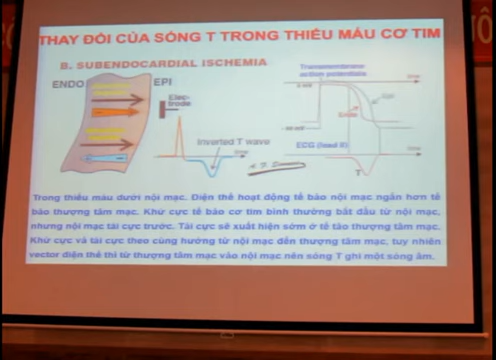 THAY ĐỔI CỦA SÓNG T TRONG THIẾU MÁU CƠ TIM
B. SUBENDOCARDIAL ISCHEMIA
ENDO
EPI
Elec-
trode
Inverted T wave
Transmembrane
action potentials
0 mV
Epi
Endo
ECG (lead II)
T
Trong thiếu máu dưới nội mạc. Điện thế hoạt động tế bào nội mạc ngắn hơn tế
bào thượng tâm mạc. Khử cực tế bào cơ tim bình thường bắt đầu từ nội mạc,
nhưng nội mạc tái cực trước. Tái cực sẽ xuất hiện sớm ở tế tào thượng tâm mạc.
Khử cực và tái cực theo cùng hướng từ nội mạc đến thượng tâm mạc, tuy nhiên
vector điện thế thì từ thượng tâm mạc vào nội mạc nên sóng T ghi một sóng âm.